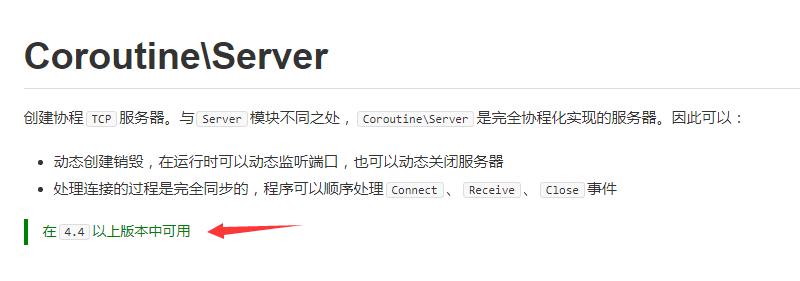 Coroutine\Server
创建协程 TCP 服务器。与 Server 模块不同之处，Coroutine\Server 是完全协程化实现的服务器。因此可以：
动态创建销毁，在运行时可以动态监听端口，也可以动态关闭服务器
处理连接的过程是完全同步的，程序可以顺序处理 Connect 、 Receive 、 Close 事件
在 4.4 以上版本中可用